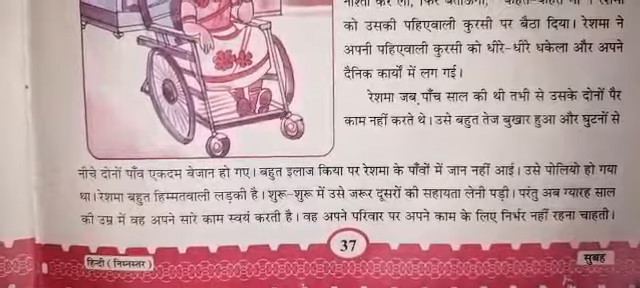 नाश्ता कर लो, फिर
को उसकी पहिएवाली कुरसी पर बैठा दिया। रेशमा ने
अपनी पहिएवाली कुरसी को धीरे-धीरे धकेला और अपने
दैनिक कार्यों में लग गई।
रेशमा जब पाँच साल की थी तभी से उसके दोनों पैर
काम नहीं करते थे। उसे बहुत तेज बुखार हुआ और घुटनों से
नीचे दोनों पाँव एकदम बेजान हो गए। बहुत इलाज किया पर रेशमा के पाँवों में जान नहीं आई। उसे पोलियो हो गया
था। रेशमा बहुत हिम्मतवाली लड़की है। शुरू-शुरू में उसे जरूर दूसरों की सहायता लेनी पड़ी। परंतु अब ग्यारह साल
की उम्र में वह अपने सारे काम स्वयं करती है। वह अपने परिवार पर अपने काम के लिए निर्भर नहीं रहना चाहती।
37
हिन्दी (निम्नस्तर)
सुबह